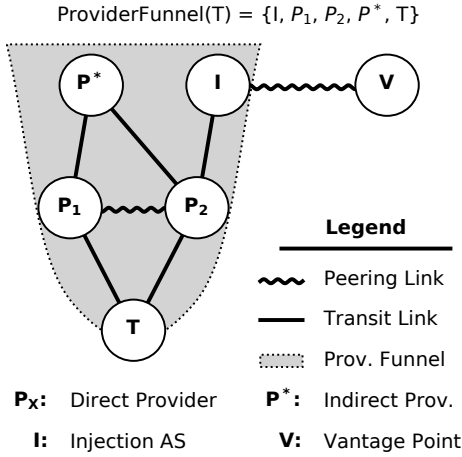 ProviderFunnel(T) = {I, P₁, P₂, P*, T}
P* I V
P₁ P₂
Legend
Peering Link
T Transit Link
Prov. Funnel
Pₓ: Direct Provider P*: Indirect Prov.
I: Injection AS V: Vantage Point